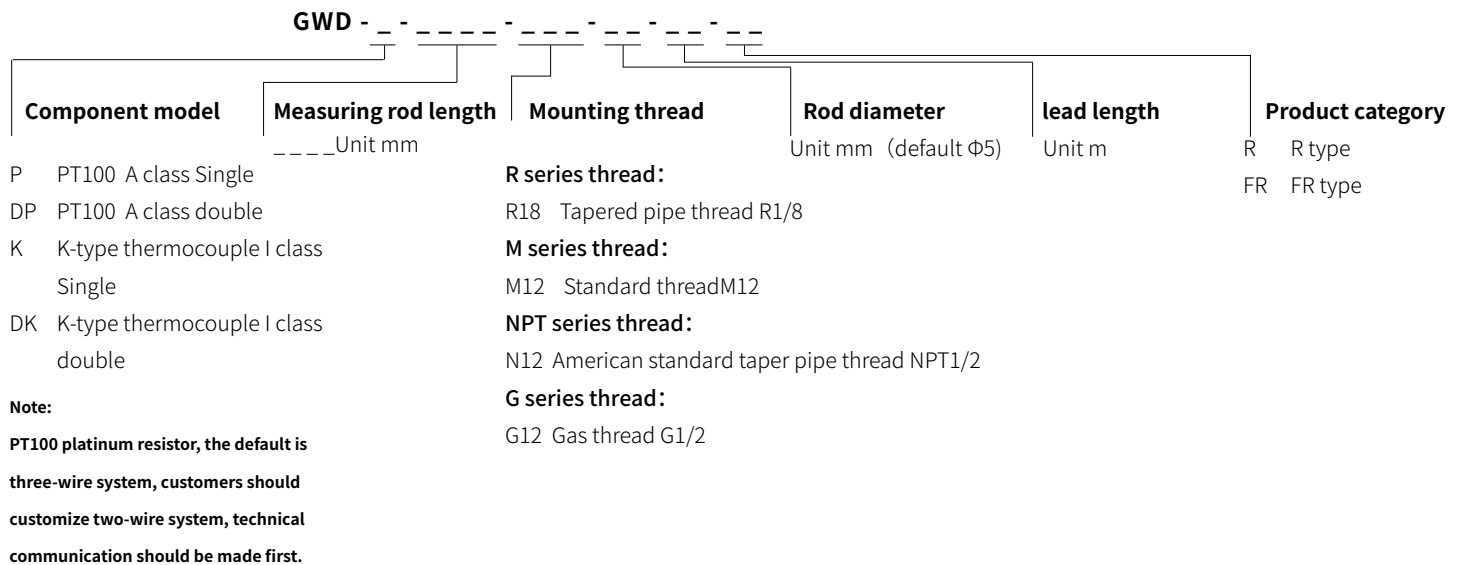 GWD - _ - _ _ _ _ - _ _ _ - _ _ - _ _ - _ _
Component model
P PT100 A class Single
DP PT100 A class double
K K-type thermocouple I class
Single
DK K-type thermocouple I class
double
Note:
PT100 platinum resistor, the default is
three-wire system, customers should
customize two-wire system, technical
communication should be made first.
Measuring rod length
_ _ _ _Unit mm
Mounting thread
R series thread：
R18 Tapered pipe thread R1/8
M series thread：
M12 Standard threadM12
NPT series thread：
N12 American standard taper pipe thread NPT1/2
G series thread：
G12 Gas thread G1/2
Rod diameter
Unit mm（default Φ5)
lead length
Unit m
Product category
R R type
FR FR type